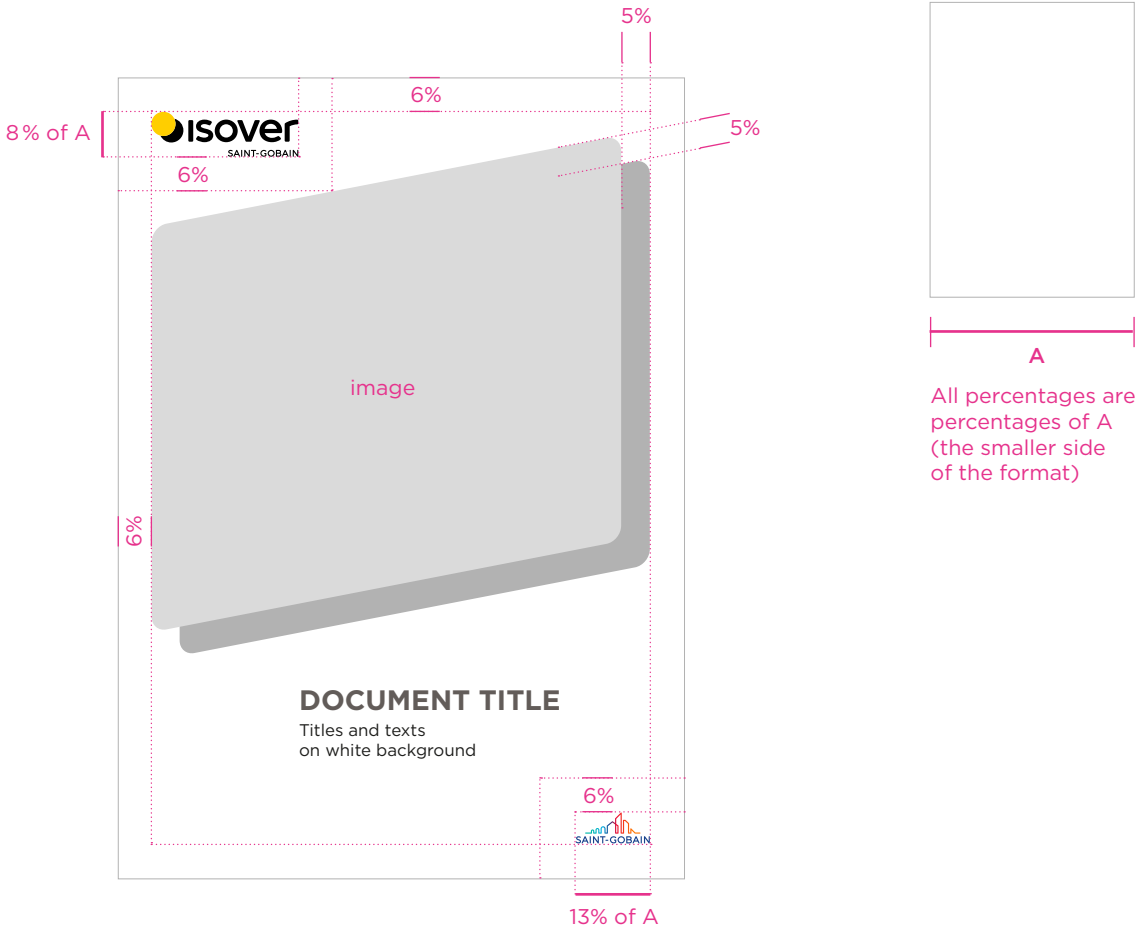 5%
6%
8% of A
isover
SAINT-GOBAIN
5%
6%
image
6%
DOCUMENT TITLE
Titles and texts
on white background
6%
SAINT-GOBAIN
13% of A
A
All percentages are
percentages of A
(the smaller side
of the format)